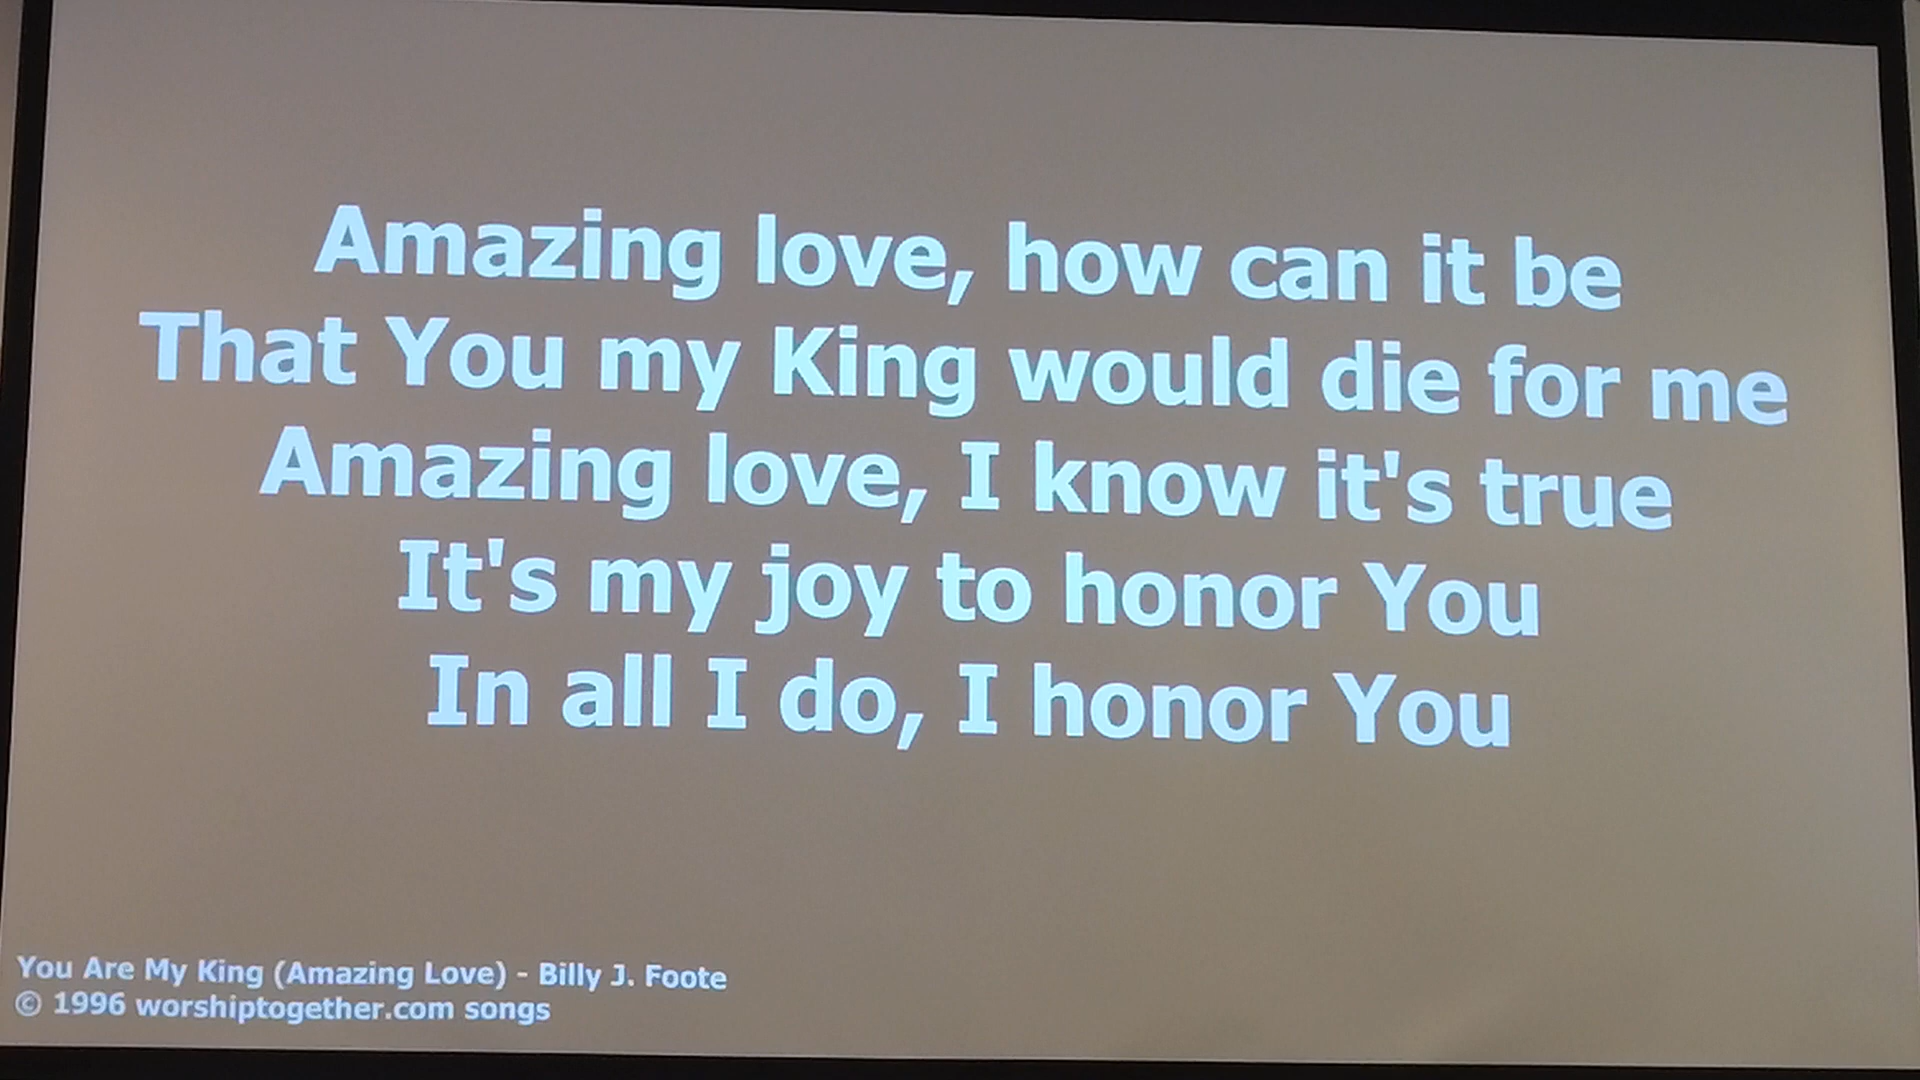 Amazing love, how can it be
That You my King would die for me
Amazing love, I know it's true
It's my joy to honor You
In all I do, I honor You
You Are My King (Amazing Love) - Billy J. Foote
© 1996 worshiptogether.com songs